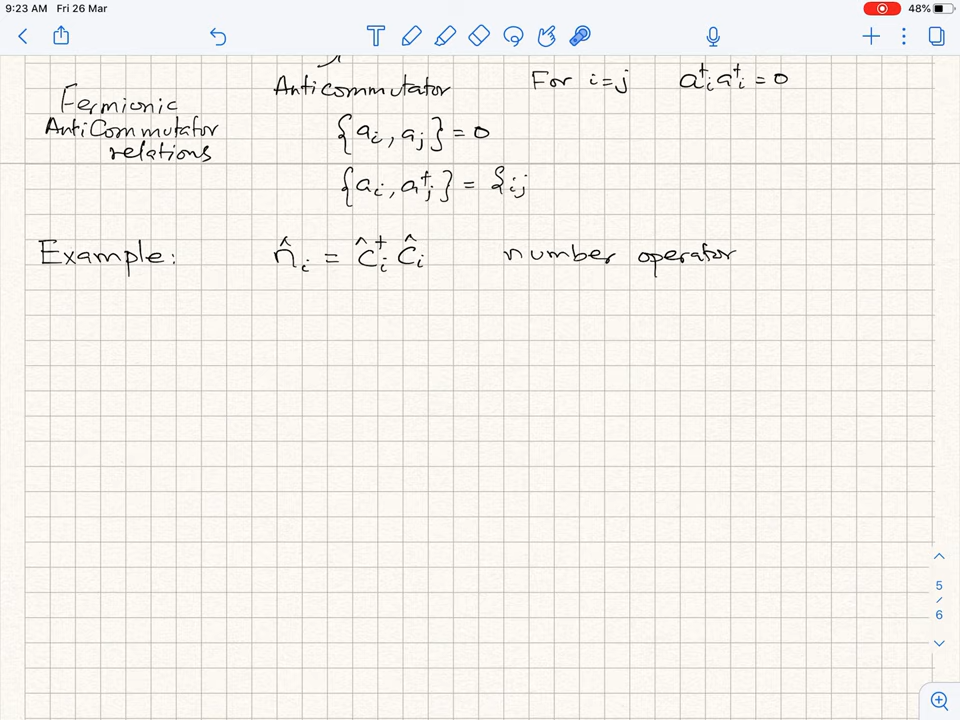 9:23 AM Fri 26 Mar
48%
T
Anticommutator For i=j a†ᵢa†ᵢ = 0
Fermionic
AntiCommutator
relations
{aᵢ, aⱼ} = 0
{aᵢ, a†ⱼ} = δᵢⱼ
Example: n̂ᵢ = ĉ†ᵢ ĉᵢ number operator
5
/
6